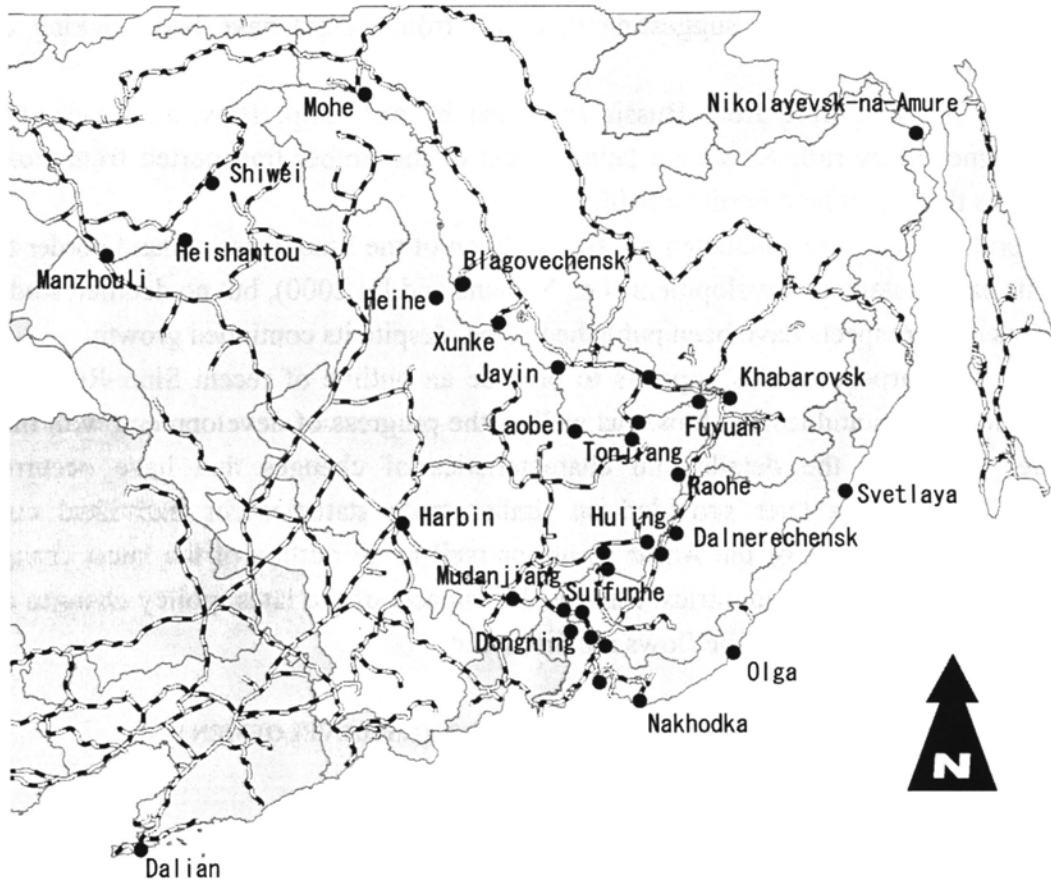 Mohe
Nikolayevsk-na-Amure
Shiwei
Heishantou
Manzhouli
Blagovechensk
Heihe
Xunke
Jayin
Khabarovsk
Laobei
Fuyuan
Tonjiang
Raohe
Svetlaya
Harbin
Huling
Dalnerechensk
Mudanjiang
Suifunhe
Dongning
Olga
Nakhodka
N
Dalian